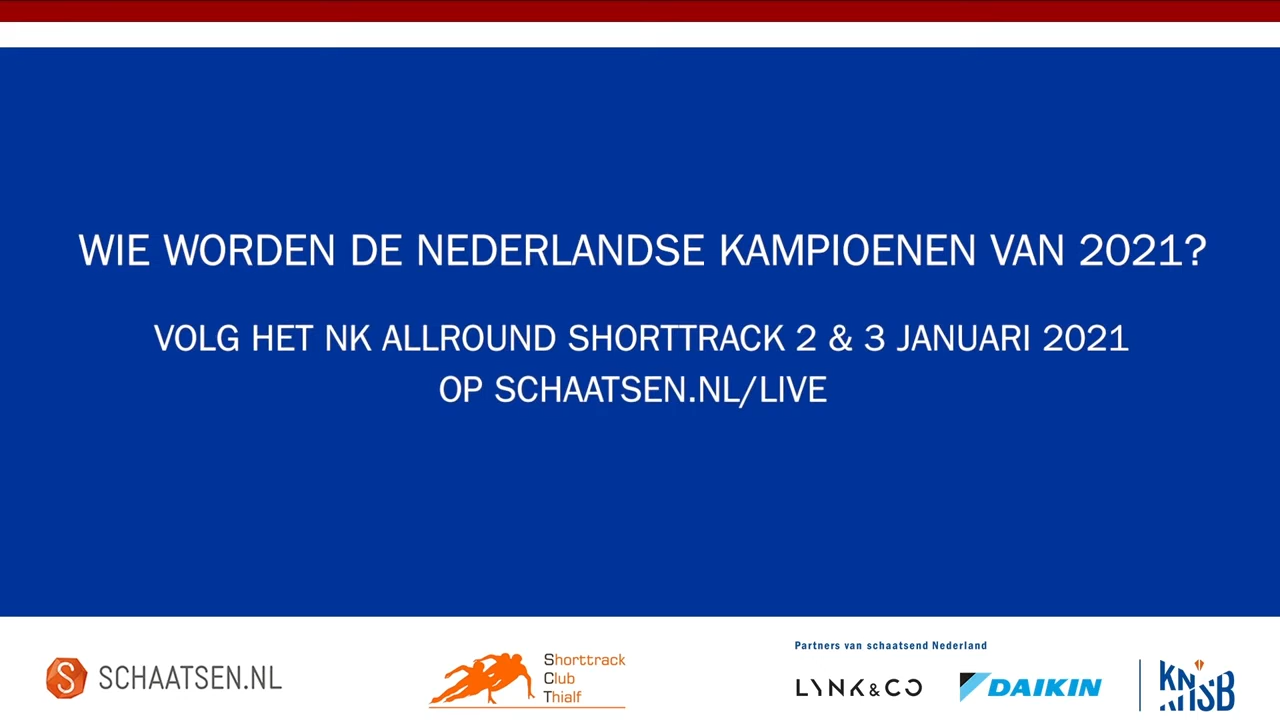 WIE WORDEN DE NEDERLANDSE KAMPIOENEN VAN 2021?
VOLG HET NK ALLROUND SHORTTRACK 2 & 3 JANUARI 2021
OP SCHAATSEN.NL/LIVE
Partners van schaatsend Nederland
S SCHAATSEN.NL
Shorttrack
Club
Thialf
LYNK & CO
DAIKIN
KNSB